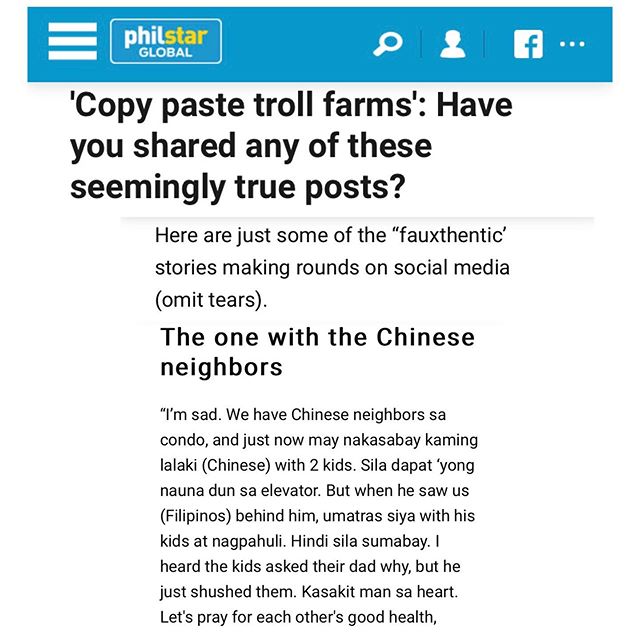 philstar
GLOBAL
'Copy paste troll farms': Have
you shared any of these
seemingly true posts?
Here are just some of the “fauxthentic’
stories making rounds on social media
(omit tears).
The one with the Chinese
neighbors
“I’m sad. We have Chinese neighbors sa
condo, and just now may nakasabay kaming
lalaki (Chinese) with 2 kids. Sila dapat ‘yong
nauna dun sa elevator. But when he saw us
(Filipinos) behind him, umatras siya with his
kids at nagpahuli. Hindi sila sumabay. I
heard the kids asked their dad why, but he
just shushed them. Kasakit man sa heart.
Let's pray for each other's good health,